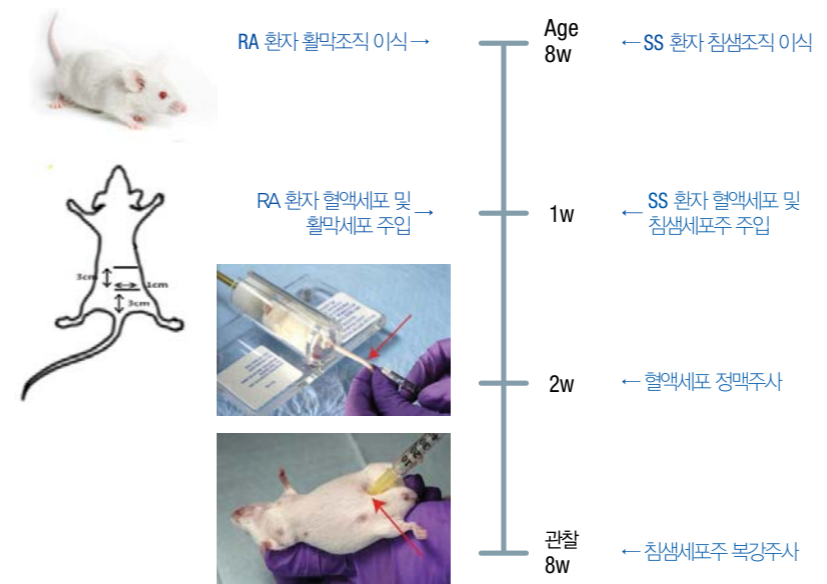 RA 환자 활막조직 이식→
Age
8w
←SS 환자 침샘조직 이식
RA 환자 혈액세포 및
활막세포 주입→
1w
←SS 환자 혈액세포 및
침샘세포주 주입
3cm
1cm
3cm
2w
←혈액세포 정맥주사
관찰
8w
←침샘세포주 복강주사